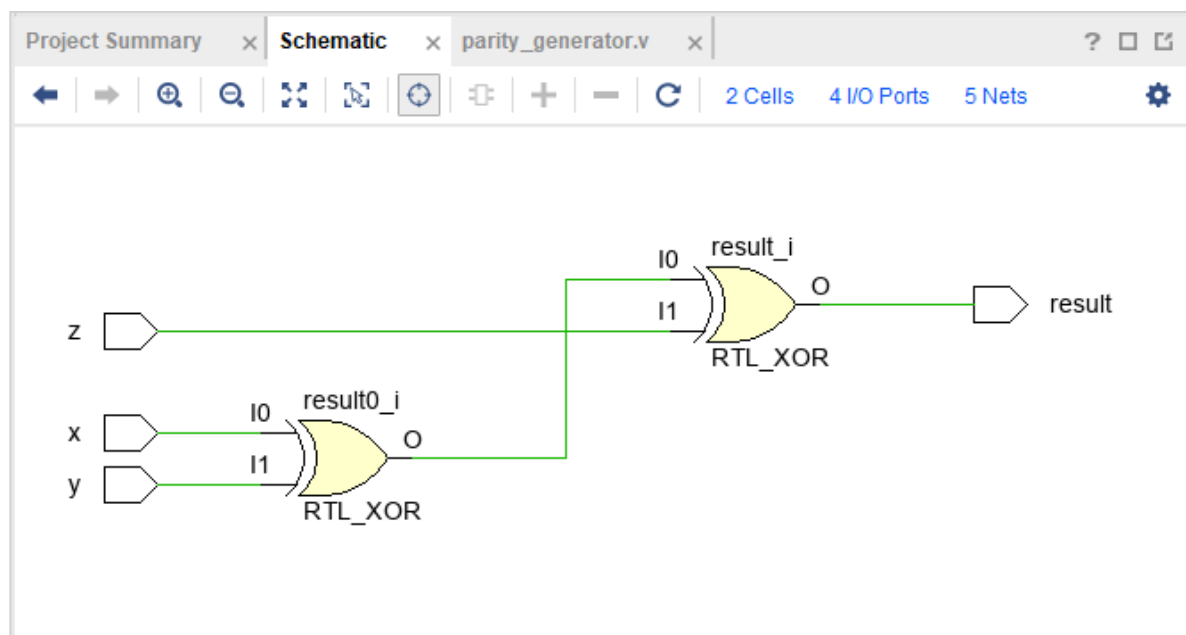 Project Summary × Schematic × parity_generator.v × ?
2 Cells 4 I/O Ports 5 Nets
result_i
I0
O
I1
result
z
RTL_XOR
result0_i
I0
x
O
I1
y
RTL_XOR